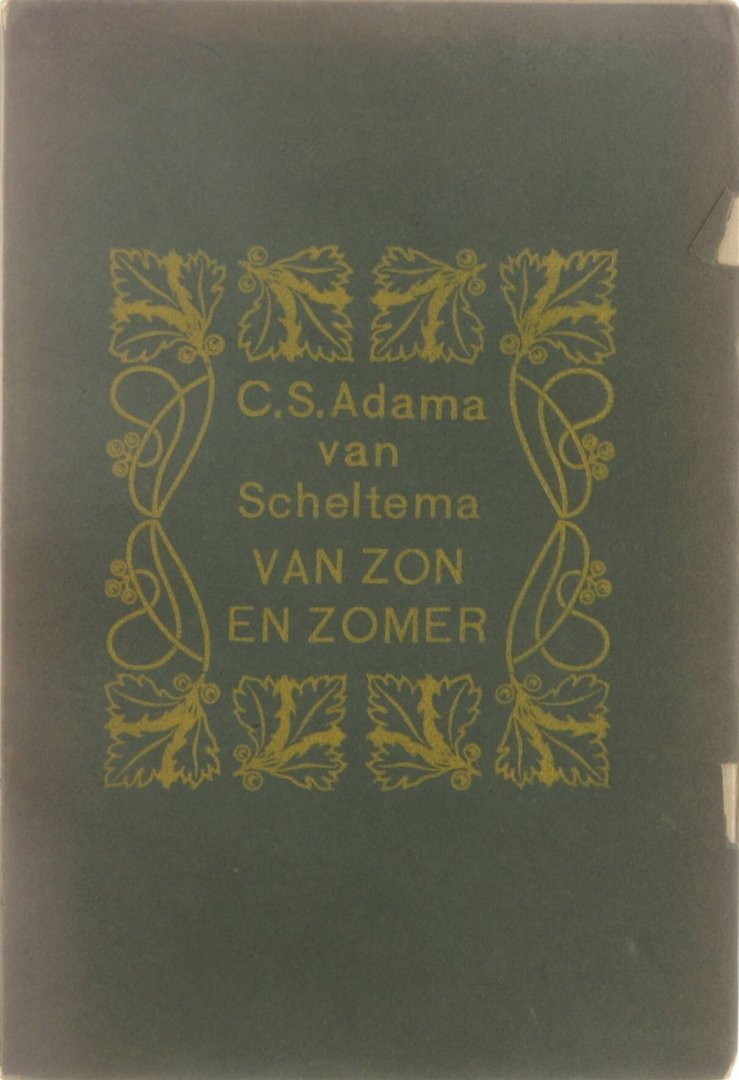 C.S. Adama
van
Scheltema
VAN ZON
EN ZOMER